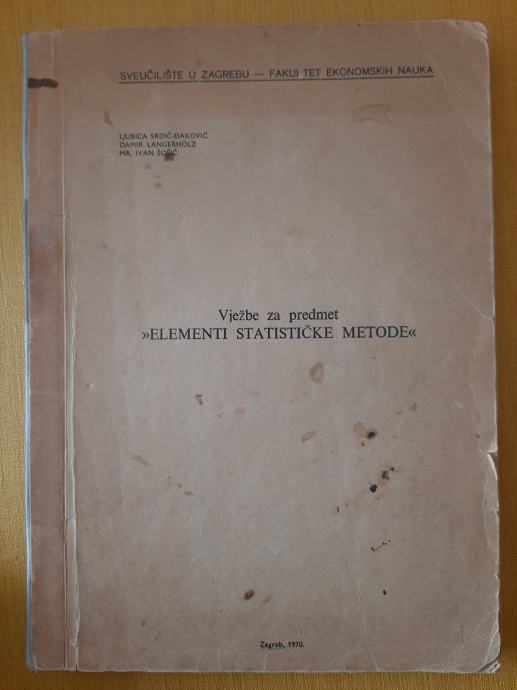 SVEUČILIŠTE U ZAGREBU — FAKULTET EKONOMSKIH NAUKA
LJUBICA SRDIĆ-ĐAKOVIĆ
DAMIR LANGERHOLZ
MR. IVAN ŠOŠIĆ
Vježbe za predmet
»ELEMENTI STATISTIČKE METODE«
Zagreb, 1970.